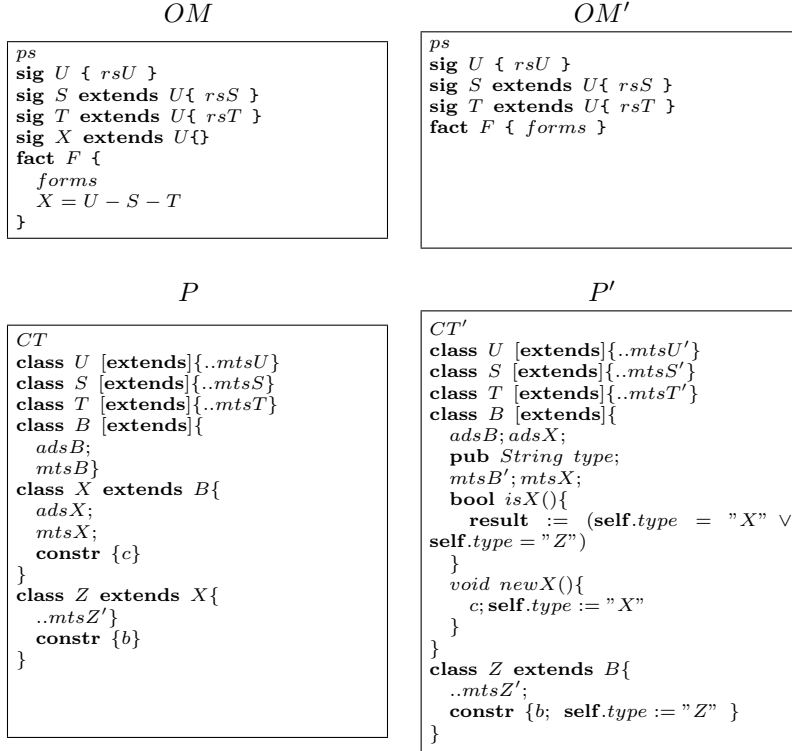 OM
ps
sig U { rsU }
sig S extends U{ rsS }
sig T extends U{ rsT }
sig X extends U{}
fact F {
forms
X = U − S − T
}
OM′
ps
sig U { rsU }
sig S extends U{ rsS }
sig T extends U{ rsT }
fact F { forms }
P
CT
class U [extends]{..mtsU}
class S [extends]{..mtsS}
class T [extends]{..mtsT}
class B [extends]{
adsB;
mtsB}
class X extends B{
adsX;
mtsX;
constr {c}
}
class Z extends X{
..mtsZ′}
constr {b}
}
P′
CT′
class U [extends]{..mtsU′}
class S [extends]{..mtsS′}
class T [extends]{..mtsT′}
class B [extends]{
adsB; adsX;
pub String type;
mtsB′; mtsX;
bool isX(){
result := (self.type = ”X” ∨
self.type = ”Z”)
}
void newX(){
c; self.type := ”X”
}
}
class Z extends B{
..mtsZ′;
constr {b; self.type := ”Z” }
}